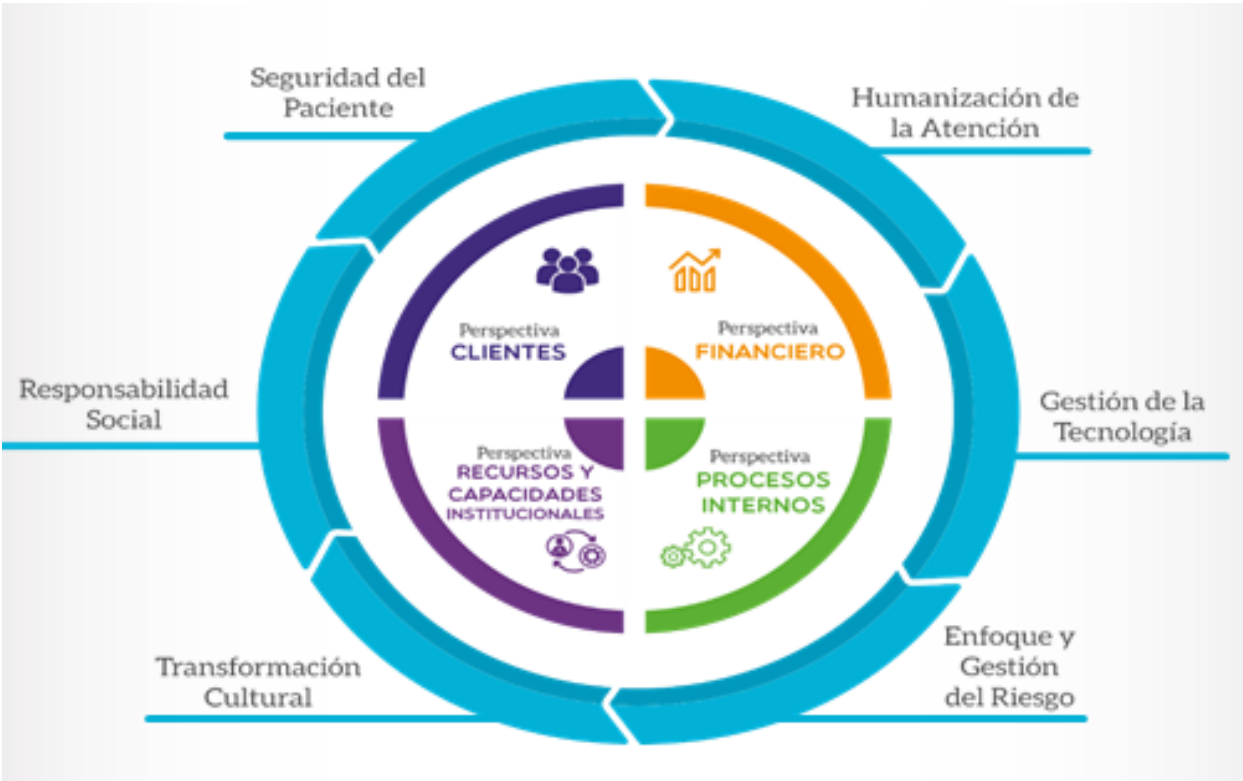 Seguridad del
Paciente
Humanización de
la Atención
Perspectiva
CLIENTES
Perspectiva
FINANCIERO
Responsabilidad
Social
Gestión de la
Tecnología
Perspectiva
RECURSOS Y
CAPACIDADES
INSTITUCIONALES
Perspectiva
PROCESOS
INTERNOS
Transformación
Cultural
Enfoque y
Gestión
del Riesgo